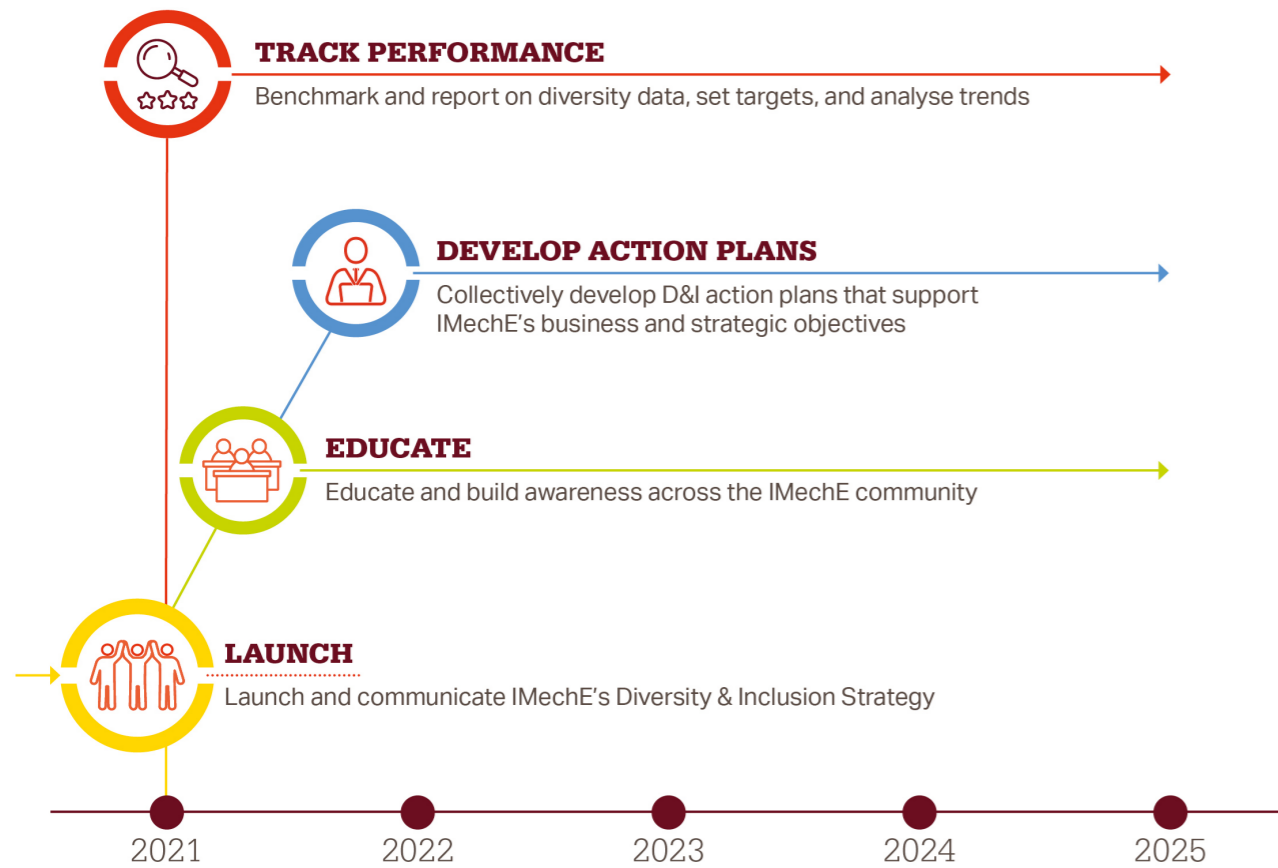 TRACK PERFORMANCE
Benchmark and report on diversity data, set targets, and analyse trends
DEVELOP ACTION PLANS
Collectively develop D&I action plans that support
IMechE's business and strategic objectives
EDUCATE
Educate and build awareness across the IMechE community
LAUNCH
Launch and communicate IMechE's Diversity & Inclusion Strategy
2021 2022 2023 2024 2025